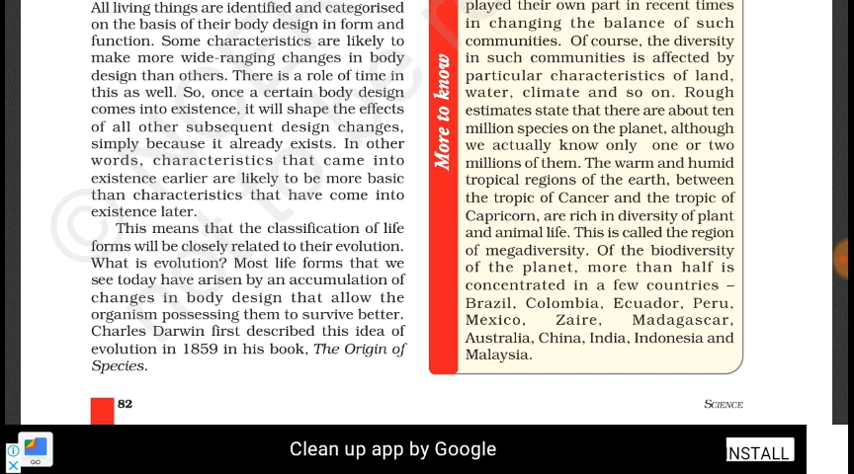 All living things are identified and categorised
on the basis of their body design in form and
function. Some characteristics are likely to
make more wide-ranging changes in body
design than others. There is a role of time in
this as well. So, once a certain body design
comes into existence, it will shape the effects
of all other subsequent design changes,
simply because it already exists. In other
words, characteristics that came into
existence earlier are likely to be more basic
than characteristics that have come into
existence later.
This means that the classification of life
forms will be closely related to their evolution.
What is evolution? Most life forms that we
see today have arisen by an accumulation of
changes in body design that allow the
organism possessing them to survive better.
Charles Darwin first described this idea of
evolution in 1859 in his book, The Origin of
Species.
More to know
played their own part in recent times
in changing the balance of such
communities. Of course, the diversity
in such communities is affected by
particular characteristics of land,
water, climate and so on. Rough
estimates state that there are about ten
million species on the planet, although
we actually know only one or two
millions of them. The warm and humid
tropical regions of the earth, between
the tropic of Cancer and the tropic of
Capricorn, are rich in diversity of plant
and animal life. This is called the region
of megadiversity. Of the biodiversity
of the planet, more than half is
concentrated in a few countries –
Brazil, Colombia, Ecuador, Peru,
Mexico, Zaire, Madagascar,
Australia, China, India, Indonesia and
Malaysia.
82
SCIENCE
GO
Clean up app by Google
INSTALL